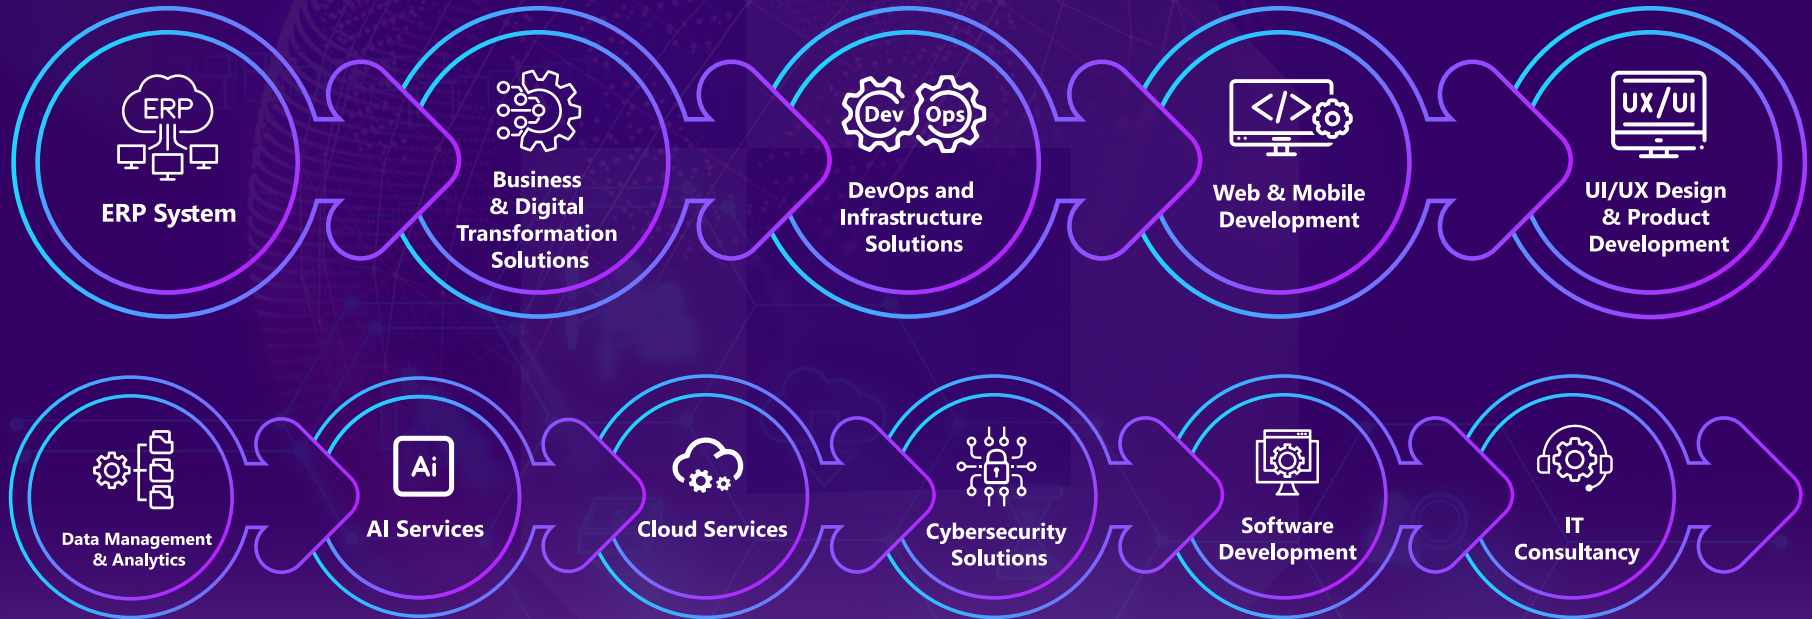 ERP
ERP System
Business
& Digital
Transformation
Solutions
Dev Ops
DevOps and
Infrastructure
Solutions
</>
Web & Mobile
Development
UX/UI
UI/UX Design
& Product
Development
Data Management
& Analytics
Ai
AI Services
Cloud Services
Cybersecurity
Solutions
Software
Development
IT
Consultancy